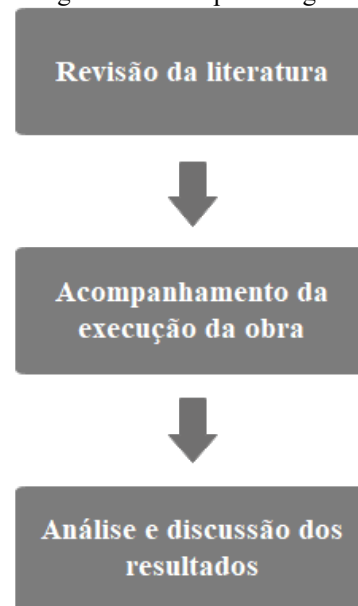 Revisão da literatura
Acompanhamento da
execução da obra
Análise e discussão dos
resultados